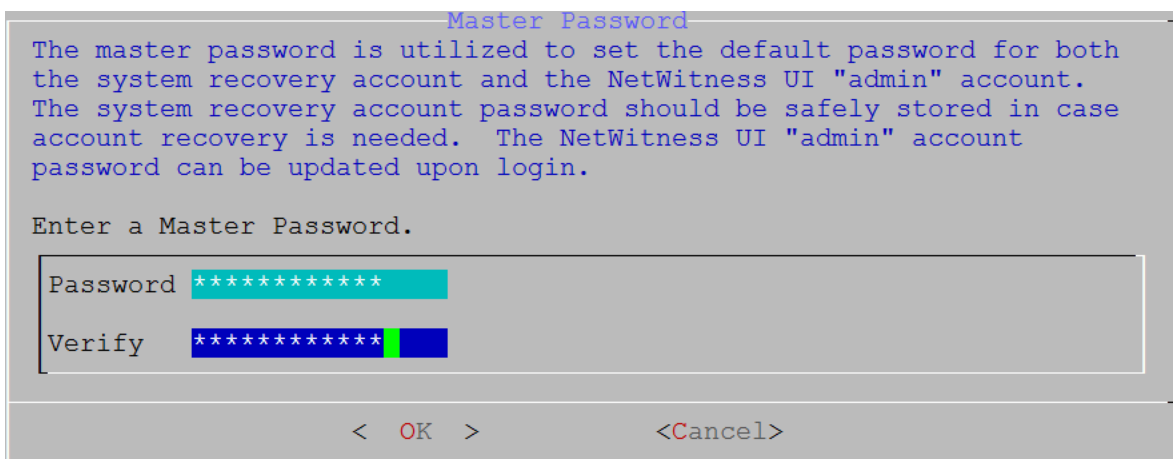 Master Password
The master password is utilized to set the default password for both
the system recovery account and the NetWitness UI "admin" account.
The system recovery account password should be safely stored in case
account recovery is needed.  The NetWitness UI "admin" account
password can be updated upon login.
Enter a Master Password.
Password ************
Verify ************
<  OK  > <Cancel>